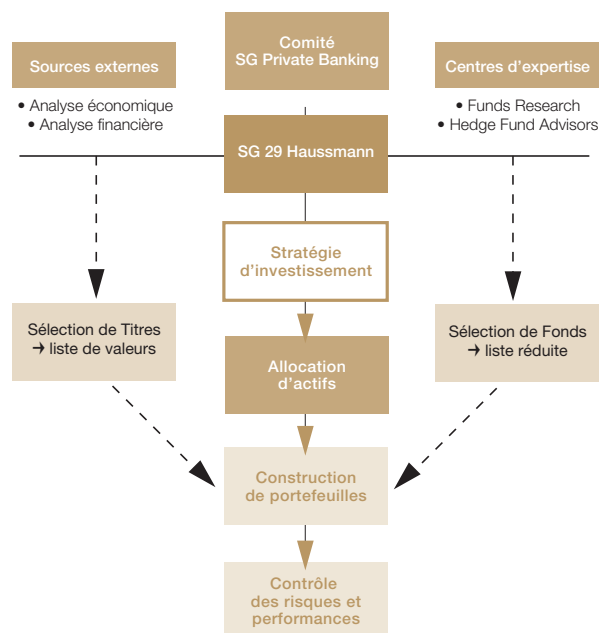 Comité
SG Private Banking
Sources externes
• Analyse économique
• Analyse financière
Centres d'expertise
• Funds Research
• Hedge Fund Advisors
SG 29 Haussmann
Stratégie
d'investissement
Sélection de Titres
→ liste de valeurs
Sélection de Fonds
→ liste réduite
Allocation
d'actifs
Construction
de portefeuilles
Contrôle
des risques et
performances